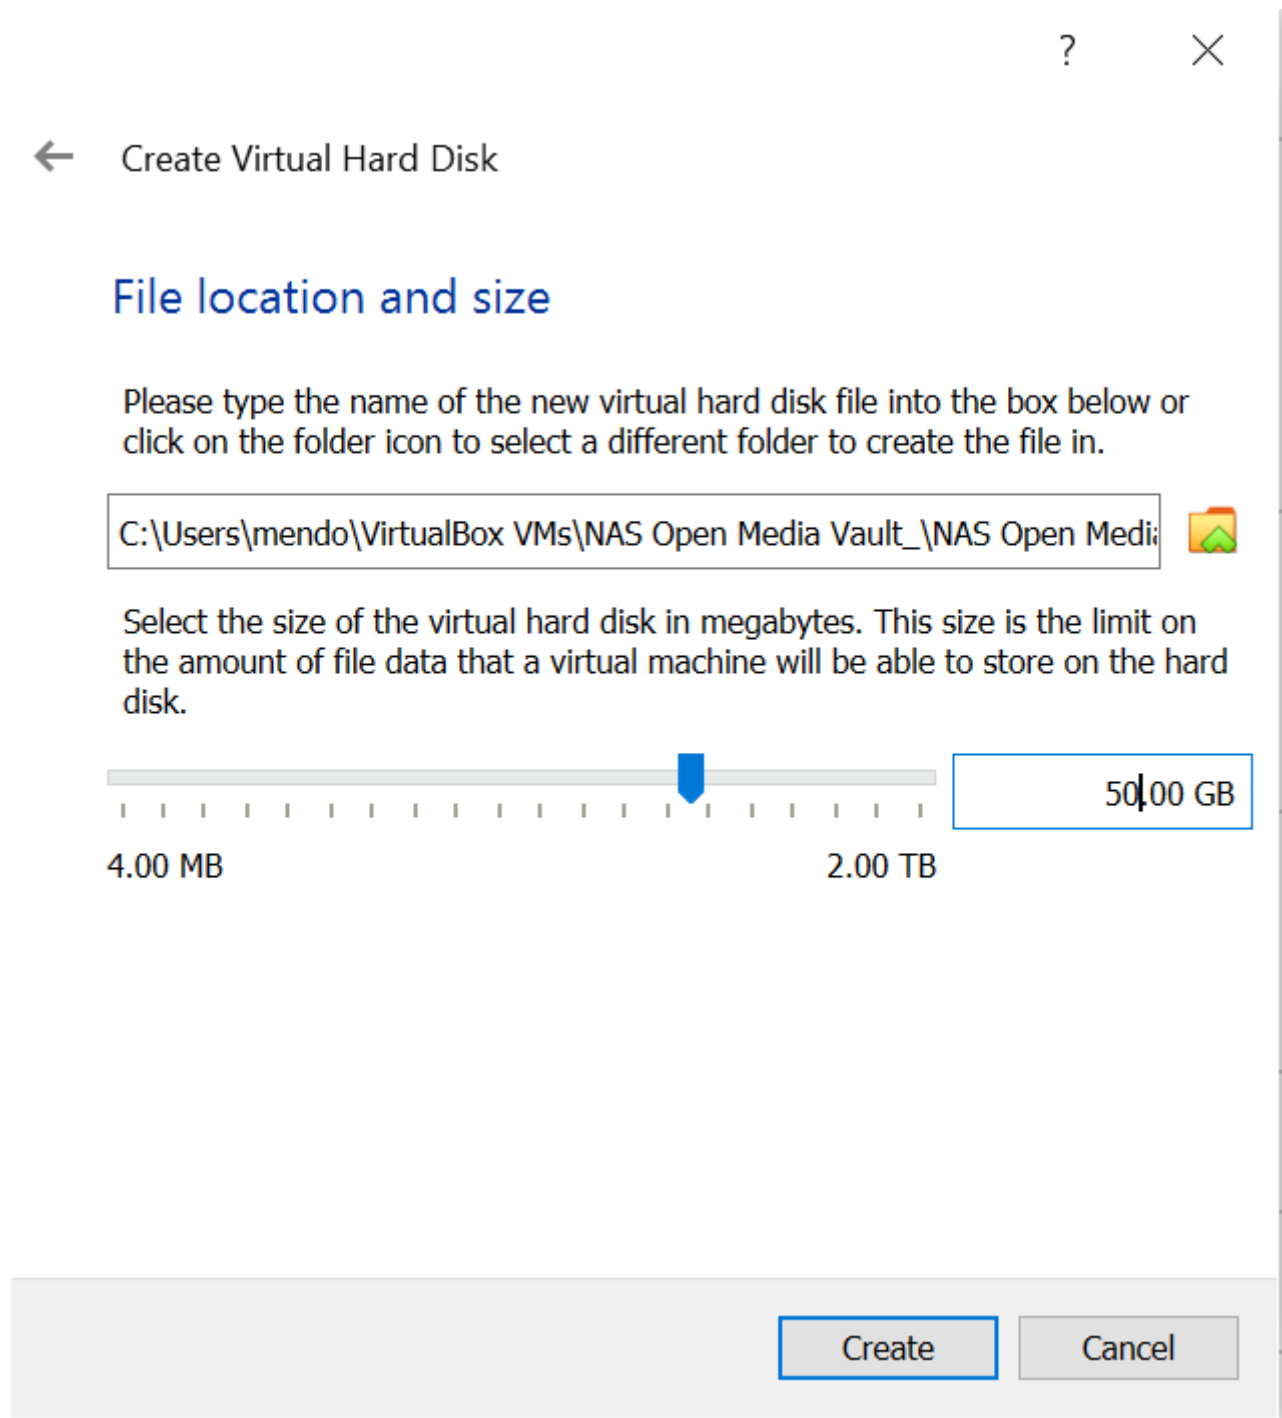 ?
Create Virtual Hard Disk
File location and size
Please type the name of the new virtual hard disk file into the box below or
click on the folder icon to select a different folder to create the file in.
C:\Users\mendo\VirtualBox VMs\NAS Open Media Vault_\NAS Open Media
Select the size of the virtual hard disk in megabytes. This size is the limit on
the amount of file data that a virtual machine will be able to store on the hard
disk.
50.00 GB
4.00 MB 2.00 TB
Create Cancel